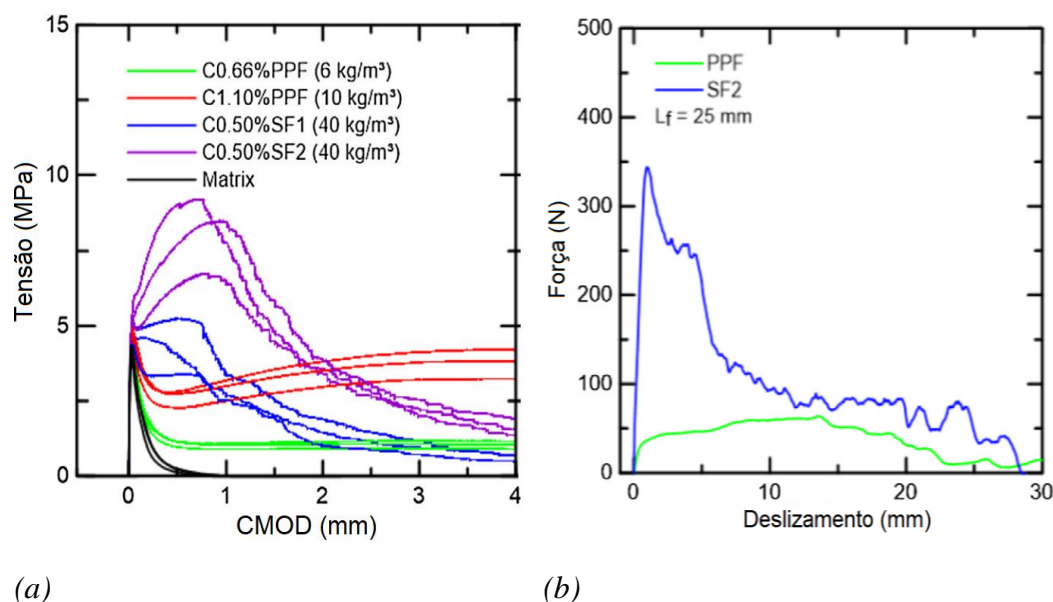 15
10
5
0
Tensão (MPa)
C0.66%PPF (6 kg/m³)
C1.10%PPF (10 kg/m³)
C0.50%SF1 (40 kg/m³)
C0.50%SF2 (40 kg/m³)
Matrix
0 1 2 3 4
CMOD (mm)
(a)
500
400
300
200
100
0
Força (N)
PPF
SF2
Lf = 25 mm
0 10 20 30
Deslizamento (mm)
(b)